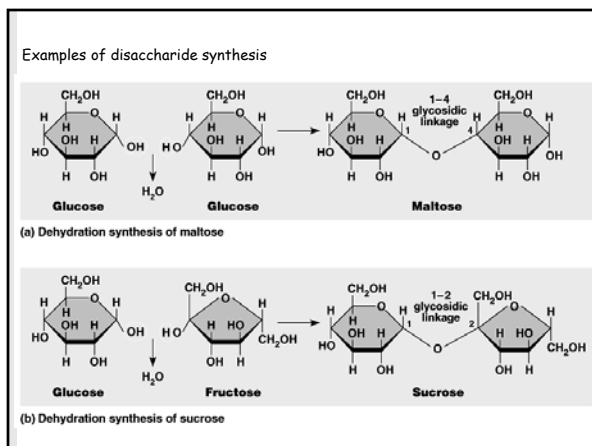 Examples of disaccharide synthesis
CH₂OH CH₂OH CH₂OH 1–4 glycosidic linkage CH₂OH
H O H H O H H O H H O H
H H H 1 4 H
OH H OH H OH H OH H
HO OH HO OH HO O OH
H OH H OH H OH H OH
H₂O
Glucose Glucose Maltose
(a) Dehydration synthesis of maltose
CH₂OH CH₂OH CH₂OH 1–2 glycosidic linkage CH₂OH
H O H O H H O H O H
H H 1 2
OH H H HO OH H H HO
HO OH HO CH₂OH HO O CH₂OH
H OH OH H H OH OH H
H₂O
Glucose Fructose Sucrose
(b) Dehydration synthesis of sucrose